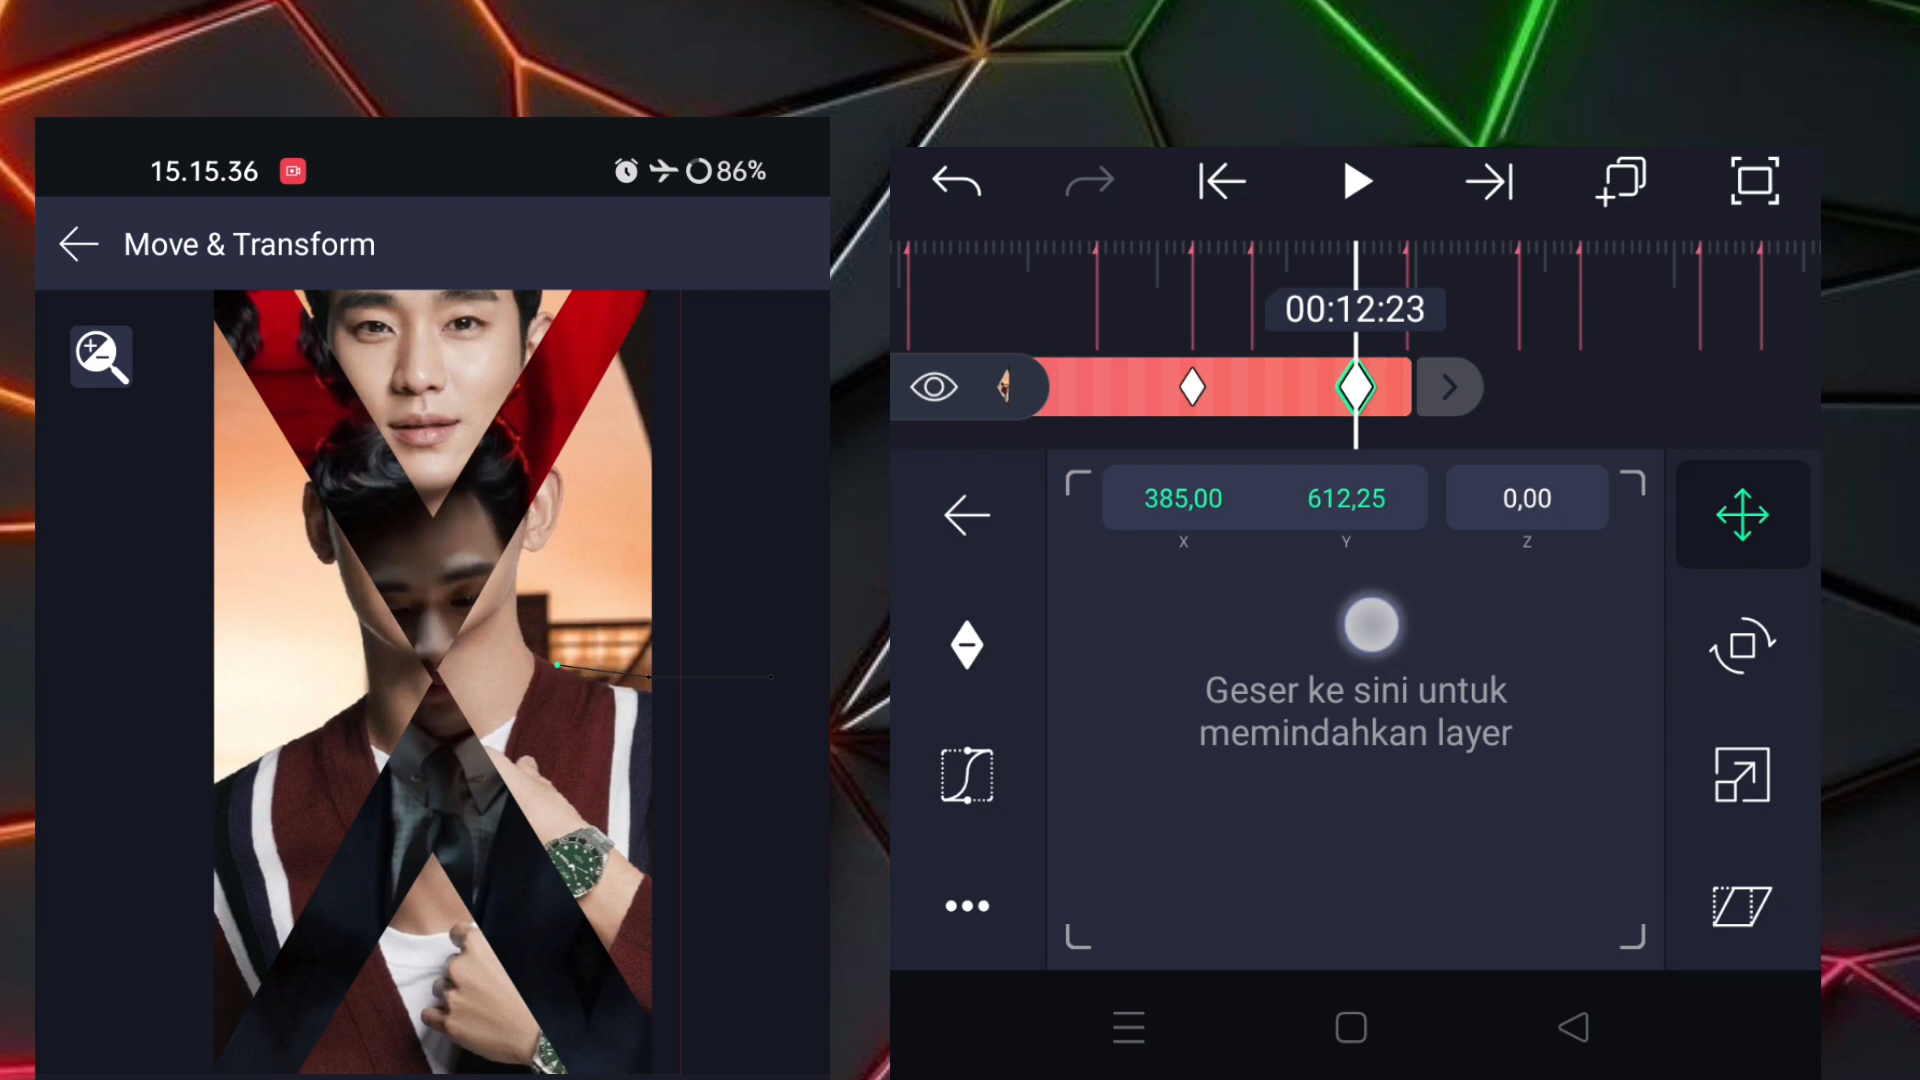 15.15.36
86%
Move & Transform
00:12:23
385,00 612,25 0,00
X Y Z
Geser ke sini untuk
memindahkan layer